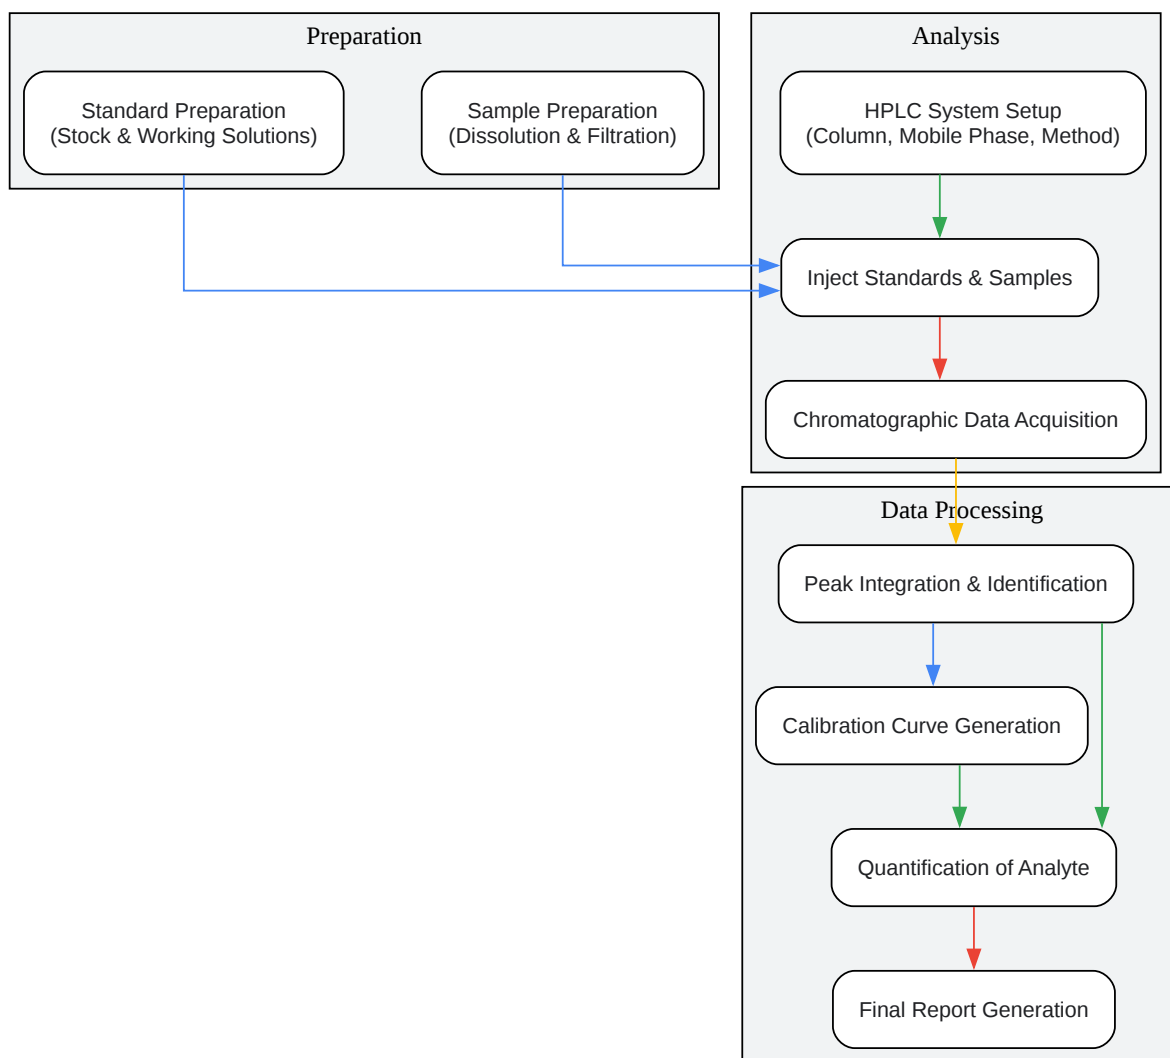 Preparation
Standard Preparation
(Stock & Working Solutions)
Sample Preparation
(Dissolution & Filtration)
Analysis
HPLC System Setup
(Column, Mobile Phase, Method)
Inject Standards & Samples
Chromatographic Data Acquisition
Data Processing
Peak Integration & Identification
Calibration Curve Generation
Quantification of Analyte
Final Report Generation